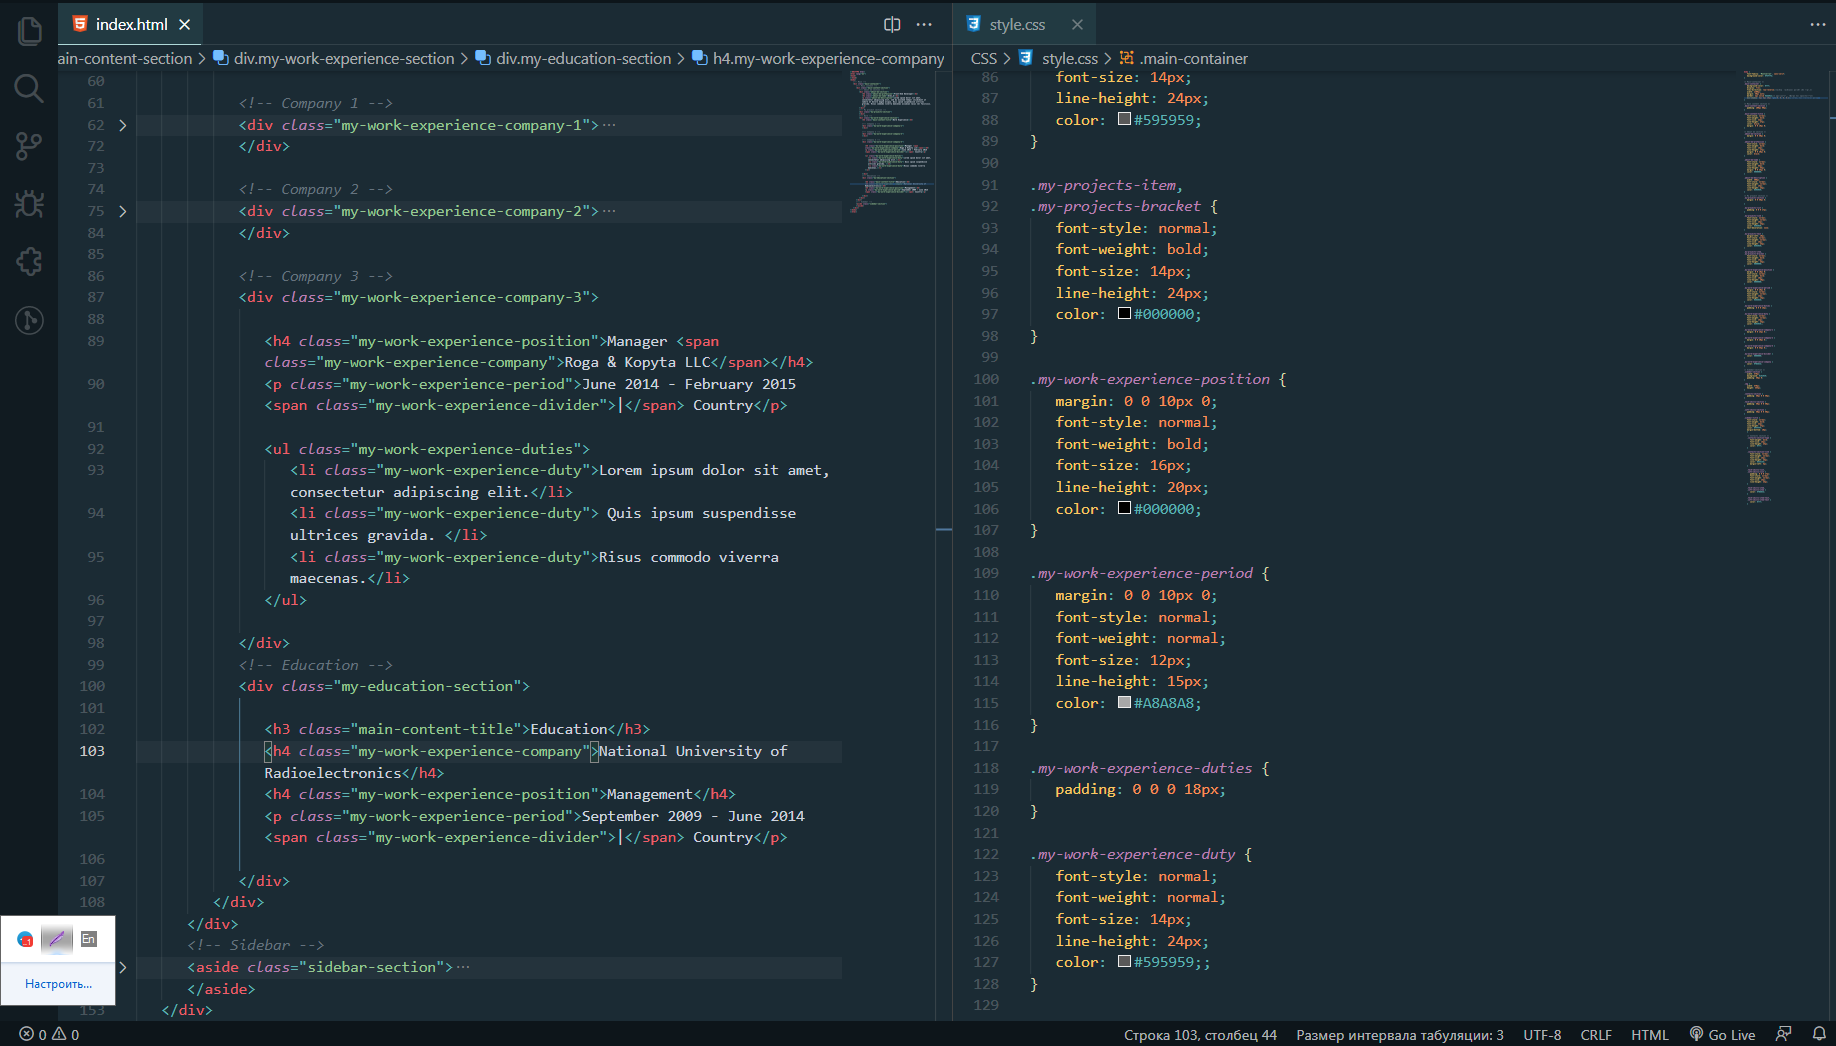 index.html
ain-content-section > div.my-work-experience-section > div.my-education-section > h4.my-work-experience-company
60
61 <!-- Company 1 -->
62 <div class="my-work-experience-company-1">···
72 </div>
73
74 <!-- Company 2 -->
75 <div class="my-work-experience-company-2">···
84 </div>
85
86 <!-- Company 3 -->
87 <div class="my-work-experience-company-3">
88
89 <h4 class="my-work-experience-position">Manager <span
class="my-work-experience-company">Roga & Kopyta LLC</span></h4>
90 <p class="my-work-experience-period">June 2014 - February 2015
<span class="my-work-experience-divider">|</span> Country</p>
91
92 <ul class="my-work-experience-duties">
93 <li class="my-work-experience-duty">Lorem ipsum dolor sit amet,
consectetur adipiscing elit.</li>
94 <li class="my-work-experience-duty"> Quis ipsum suspendisse
ultrices gravida. </li>
95 <li class="my-work-experience-duty">Risus commodo viverra
maecenas.</li>
96 </ul>
97
98 </div>
99 <!-- Education -->
100 <div class="my-education-section">
101
102 <h3 class="main-content-title">Education</h3>
103 <h4 class="my-work-experience-company">National University of
Radioelectronics</h4>
104 <h4 class="my-work-experience-position">Management</h4>
105 <p class="my-work-experience-period">September 2009 - June 2014
<span class="my-work-experience-divider">|</span> Country</p>
106
107 </div>
108 </div>
</div>
<!-- Sidebar -->
<aside class="sidebar-section">···
</aside>
153 </div>
style.css
CSS > style.css > .main-container
86 font-size: 14px;
87 line-height: 24px;
88 color: #595959;
89 }
90
91 .my-projects-item,
92 .my-projects-bracket {
93 font-style: normal;
94 font-weight: bold;
95 font-size: 14px;
96 line-height: 24px;
97 color: #000000;
98 }
99
100 .my-work-experience-position {
101 margin: 0 0 10px 0;
102 font-style: normal;
103 font-weight: bold;
104 font-size: 16px;
105 line-height: 20px;
106 color: #000000;
107 }
108
109 .my-work-experience-period {
110 margin: 0 0 10px 0;
111 font-style: normal;
112 font-weight: normal;
113 font-size: 12px;
114 line-height: 15px;
115 color: #A8A8A8;
116 }
117
118 .my-work-experience-duties {
119 padding: 0 0 0 18px;
120 }
121
122 .my-work-experience-duty {
123 font-style: normal;
124 font-weight: normal;
125 font-size: 14px;
126 line-height: 24px;
127 color: #595959;;
128 }
129
En
Настроить...
0 0
Строка 103, столбец 44 Размер интервала табуляции: 3 UTF-8 CRLF HTML Go Live